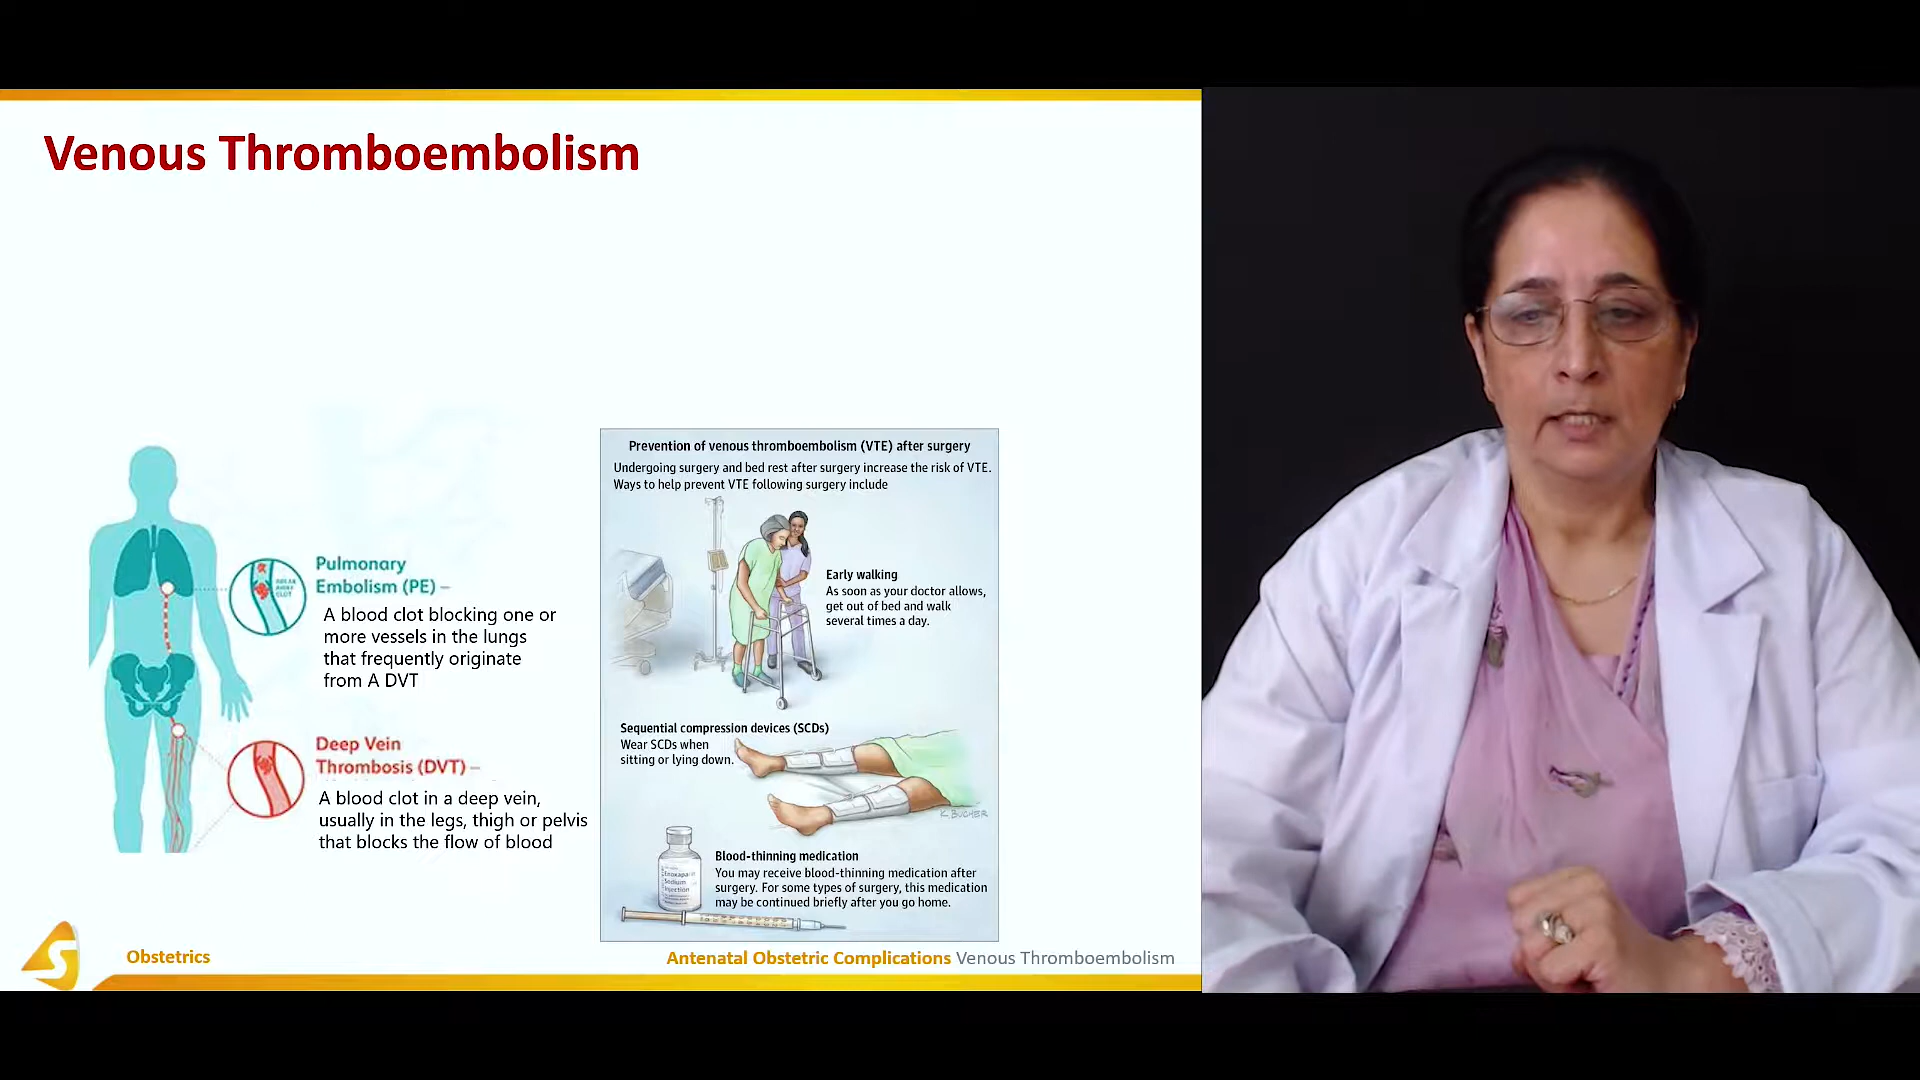 Venous Thromboembolism
Pulmonary
Embolism (PE) –
A blood clot blocking one or
more vessels in the lungs
that frequently originate
from A DVT
Deep Vein
Thrombosis (DVT) –
A blood clot in a deep vein,
usually in the legs, thigh or pelvis
that blocks the flow of blood
Prevention of venous thromboembolism (VTE) after surgery
Undergoing surgery and bed rest after surgery increase the risk of VTE.
Ways to help prevent VTE following surgery include
Early walking
As soon as your doctor allows,
get out of bed and walk
several times a day.
Sequential compression devices (SCDs)
Wear SCDs when
sitting or lying down.
K. BUCHER
Blood-thinning medication
You may receive blood-thinning medication after
surgery. For some types of surgery, this medication
may be continued briefly after you go home.
Sodium
Injection
S
Obstetrics
Antenatal Obstetric Complications Venous Thromboembolism